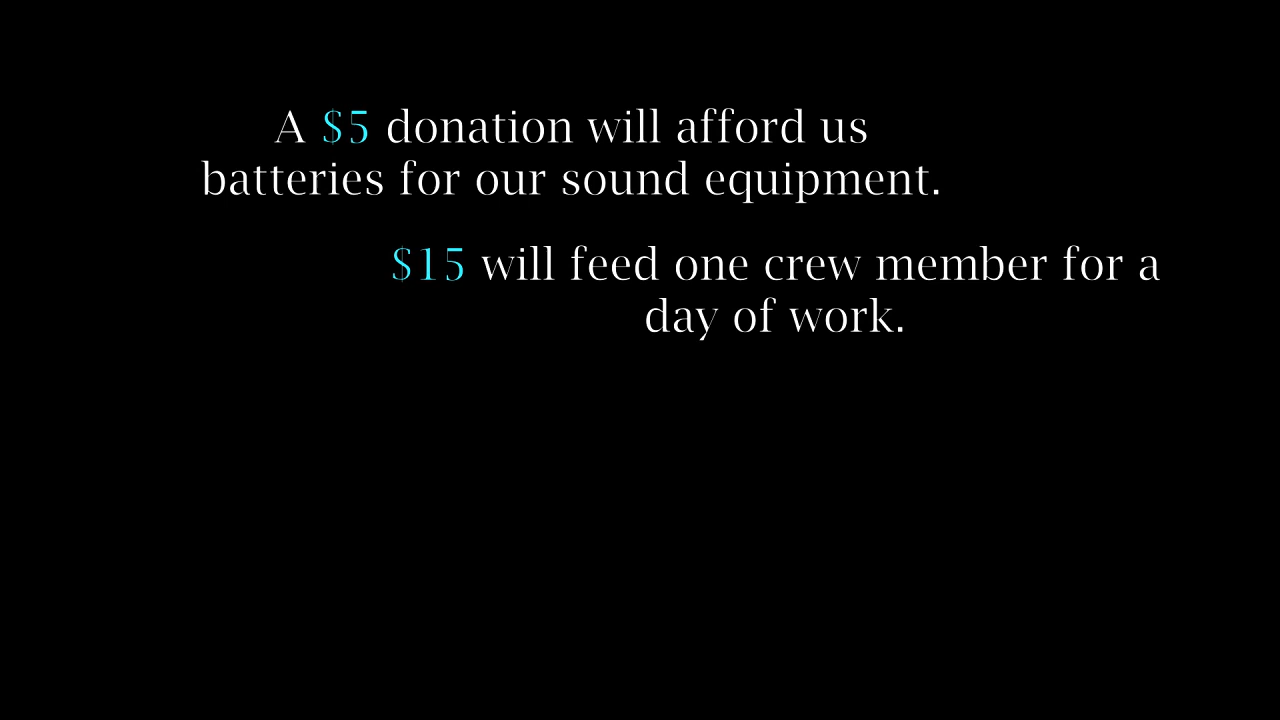 A $5 donation will afford us
batteries for our sound equipment.
$15 will feed one crew member for a
day of work.